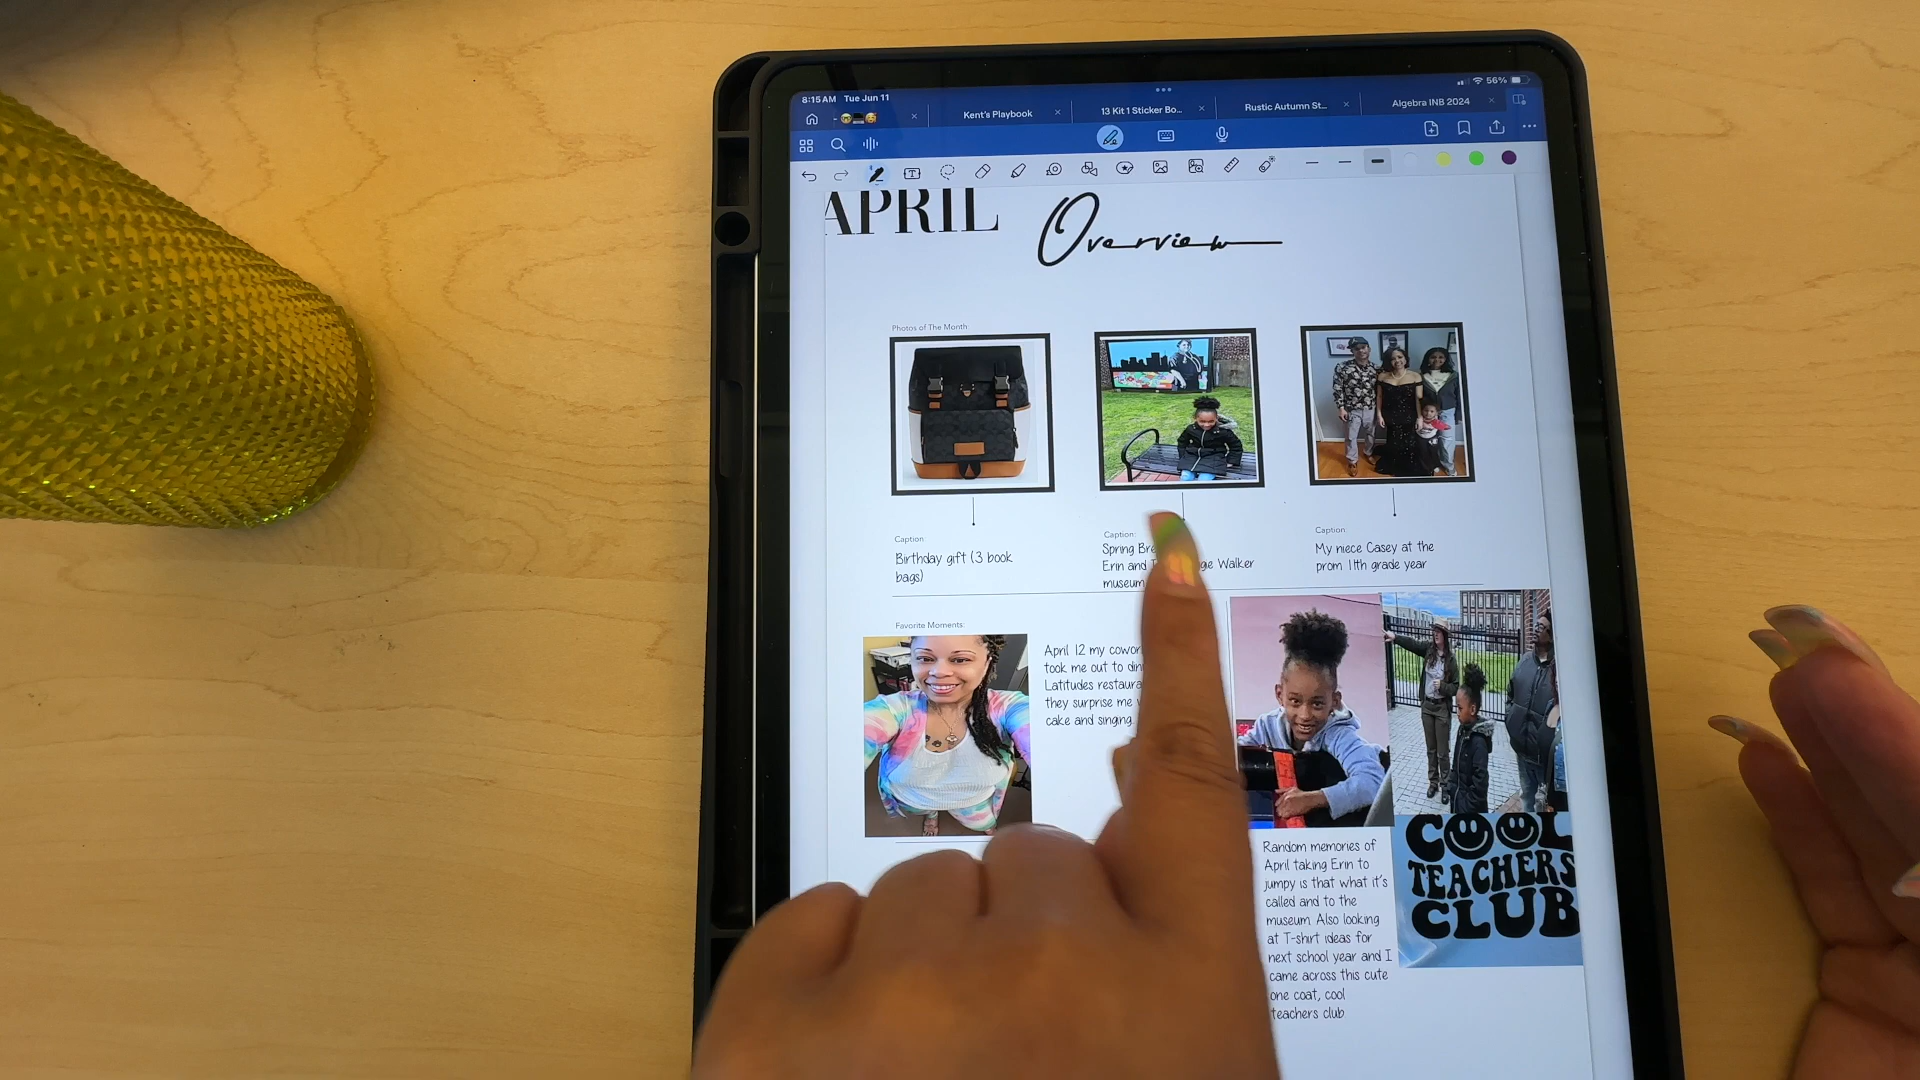 8:15 AM Tue Jun 11
56%
Kent's Playbook
13 Kit 1 Sticker Bo...
Rustic Autumn St...
Algebra INB 2024
APRIL
Overview
Photos of The Month:
Caption:
Birthday gift (3 book
bags)
Caption:
Spring
Erin and Walker
museum
Caption:
My niece Casey at the
prom 11th grade year
Favorite Moments:
April 12 my
took me out to
Latitudes
they surprise me
cake and singing.
Random memories of
April taking Erin to
jumpy is that what it's
called and to the
museum. Also looking
at T-shirt ideas for
next school year and I
came across this cute
one coat, cool
teachers club
COOL
TEACHERS
CLUB